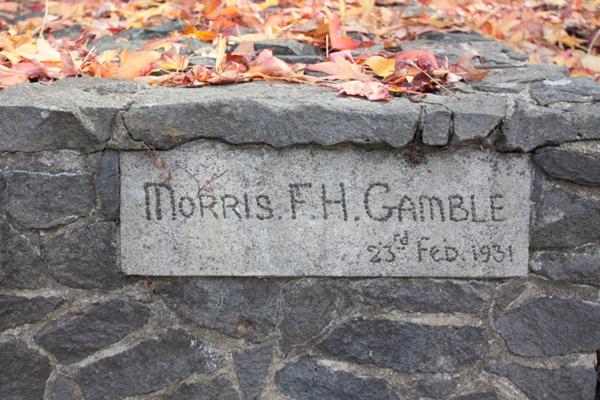 MORRIS. F. H. GAMBLE
23rd FEB. 1931